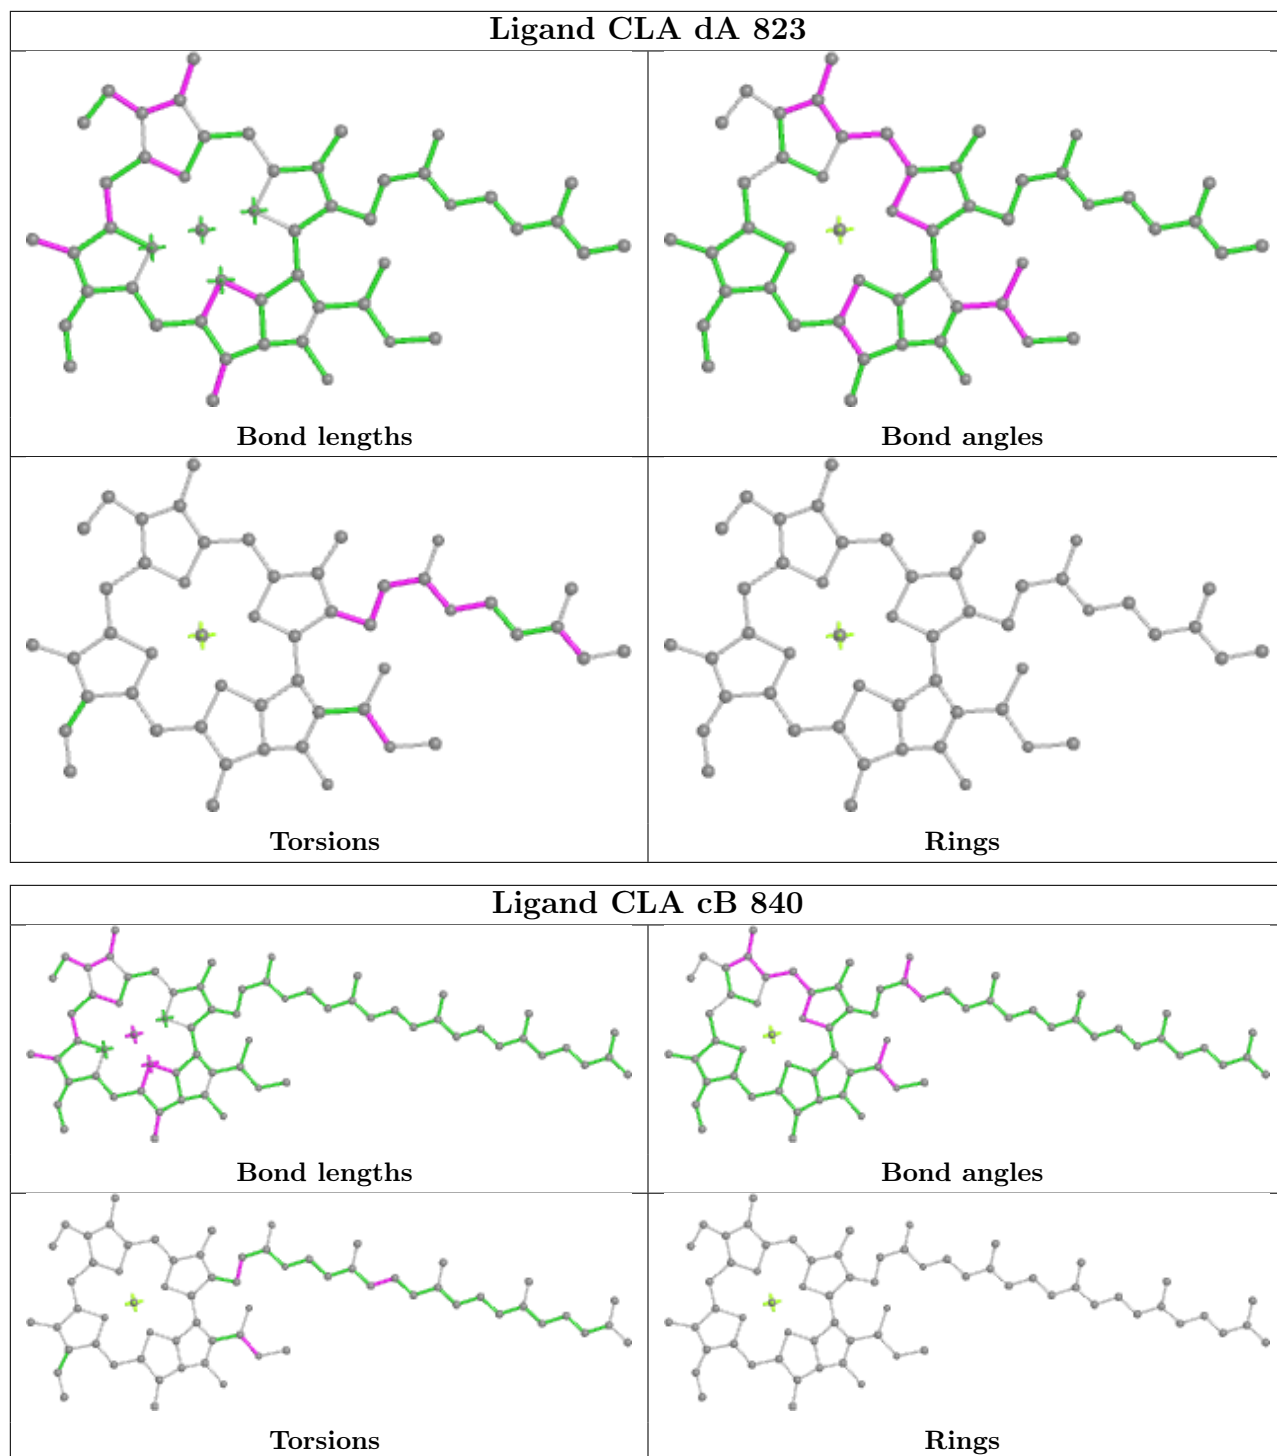 Ligand CLA dA 823
Bond lengths
Bond angles
Torsions
Rings
Ligand CLA cB 840
Bond lengths
Bond angles
Torsions
Rings